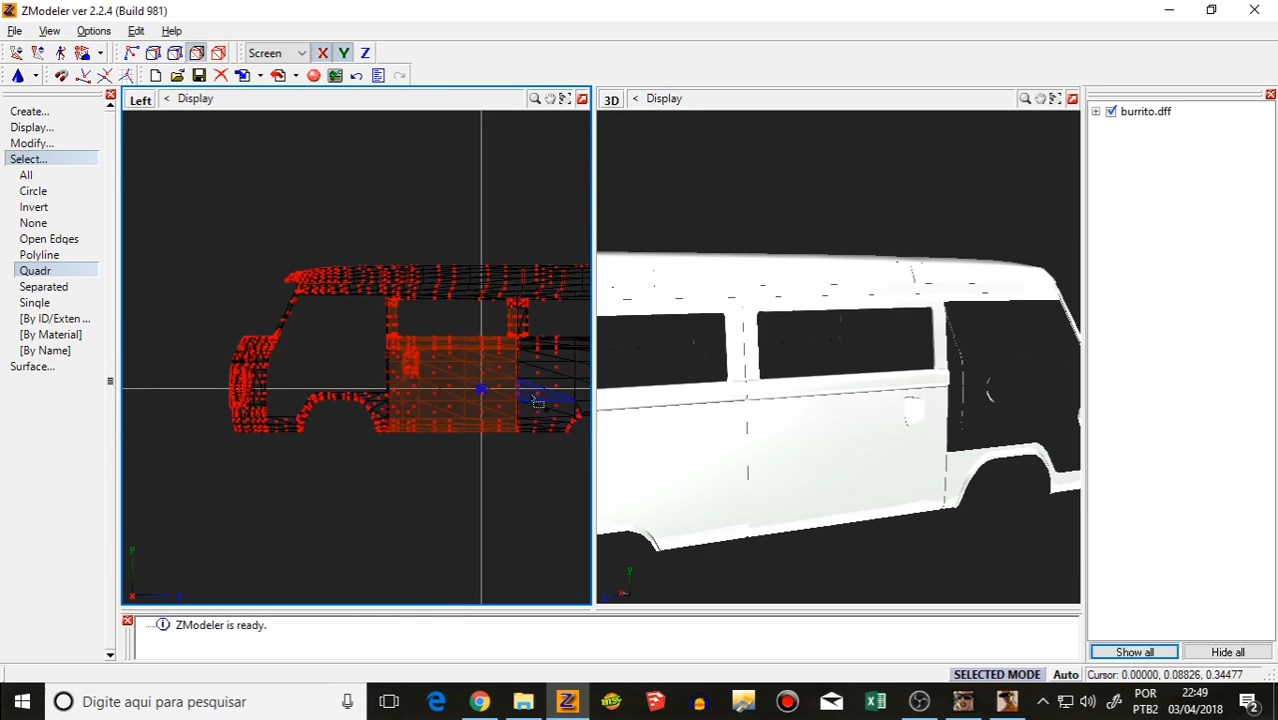 ZModeler ver 2.2.4 (Build 981)
File View Options Edit Help
Screen X Y Z
Create...
Display...
Modify...
Select...
All
Circle
Invert
None
Open Edges
Polyline
Quadr
Separated
Single
[By ID/Exten ...
[By Material]
[By Name]
Surface...
Left < Display
3D < Display
burrito.dff
y
x
z
y
x
ZModeler is ready.
Show all Hide all
SELECTED MODE Auto Cursor: 0.00000, 0.08826, 0.34477
Digite aqui para pesquisar
POR
PTB2
22:49
03/04/2018
2